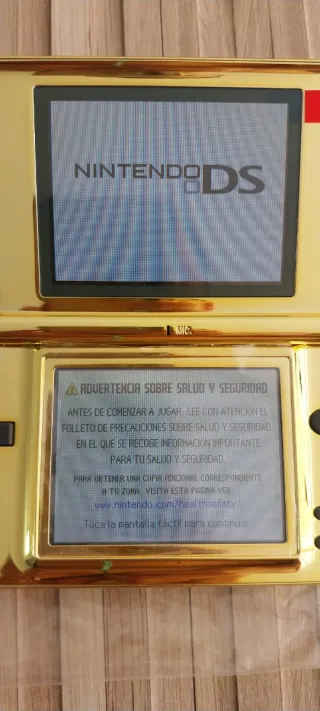 NINTENDO DS
MIC.
ADVERTENCIA SOBRE SALUD Y SEGURIDAD
ANTES DE COMENZAR A JUGAR, LEE CON ATENCIÓN EL
FOLLETO DE PRECAUCIONES SOBRE SALUD Y SEGURIDAD
EN EL QUE SE RECOGE INFORMACIÓN IMPORTANTE
PARA TU SALUD Y SEGURIDAD.
PARA OBTENER UNA COPIA ADICIONAL CORRESPONDIENTE
A TU ZONA, VISITA ESTA PÁGINA WEB:
www.nintendo.com/healthsafety/
Toca la pantalla táctil para continuar.